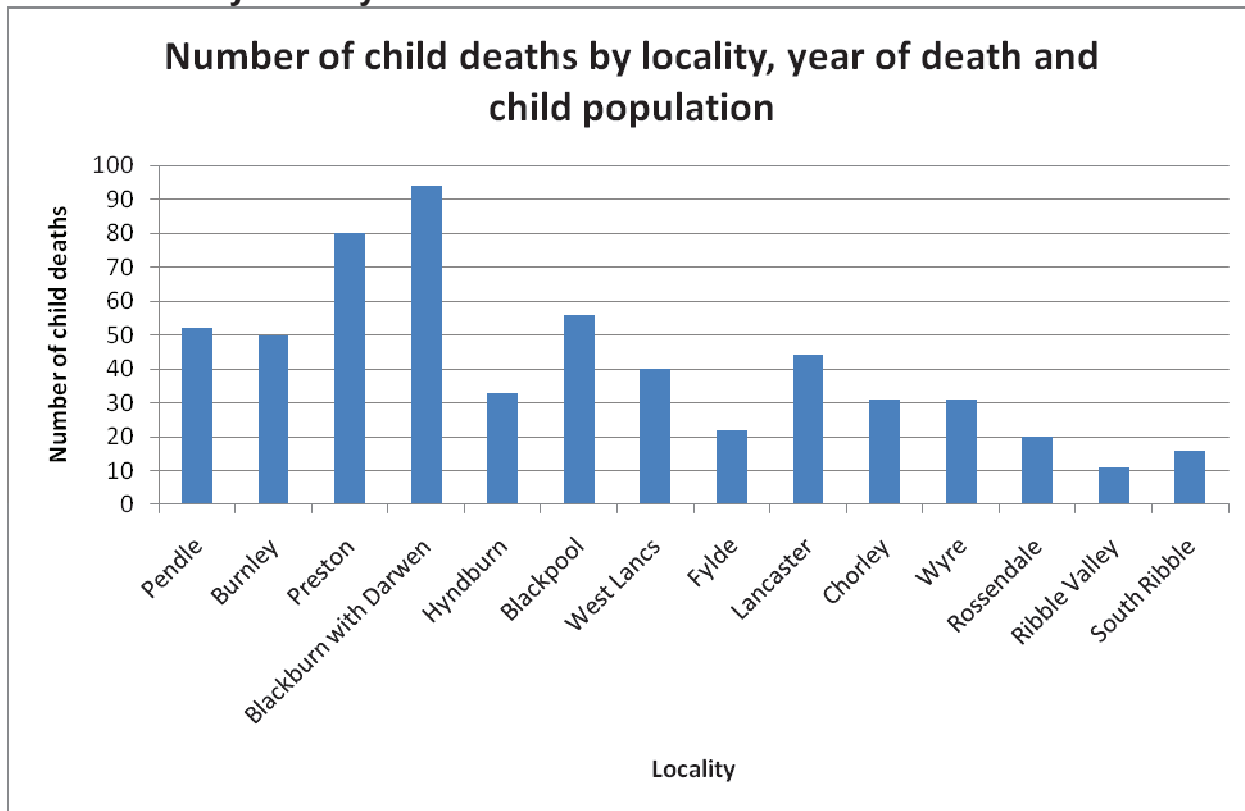 Number of child deaths by locality, year of death and
child population
Number of child deaths
100
90
80
70
60
50
40
30
20
10
0
Pendle
Burnley
Preston
Blackburn with Darwen
Hyndburn
Blackpool
West Lancs
Fylde
Lancaster
Chorley
Wyre
Rossendale
Ribble Valley
South Ribble
Locality